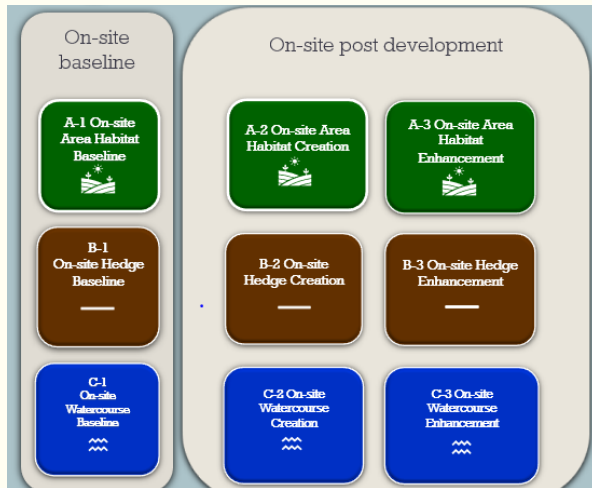 On-site
baseline
On-site post development
A-1 On-site
Area Habitat
Baseline
A-2 On-site Area
Habitat Creation
A-3 On-site Area
Habitat
Enhancement
B-1
On-site Hedge
Baseline
B-2 On-site
Hedge Creation
B-3 On-site Hedge
Enhancement
C-1
On-site
Watercourse
Baseline
C-2 On-site
Watercourse
Creation
C-3 On-site
Watercourse
Enhancement